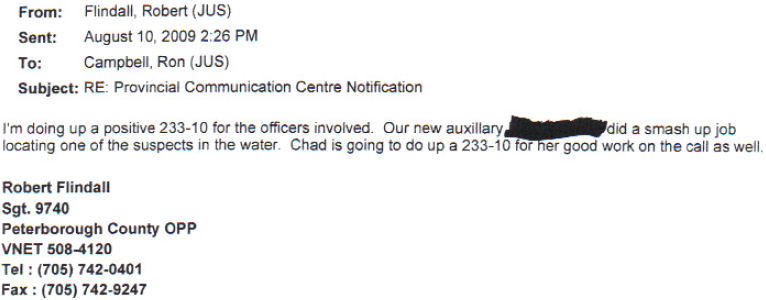 From: Flindall, Robert (JUS)
Sent: August 10, 2009 2:26 PM
To: Campbell, Ron (JUS)
Subject: RE: Provincial Communication Centre Notification
I'm doing up a positive 233-10 for the officers involved. Our new auxillary did a smash up job
locating one of the suspects in the water. Chad is going to do up a 233-10 for her good work on the call as well.
Robert Flindall
Sgt. 9740
Peterborough County OPP
VNET 508-4120
Tel : (705) 742-0401
Fax : (705) 742-9247